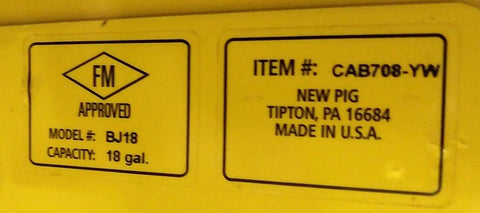 FM
APPROVED
MODEL #: BJ18
CAPACITY: 18 gal.
ITEM #: CAB708-YW
NEW PIG
TIPTON, PA 16684
MADE IN U.S.A.